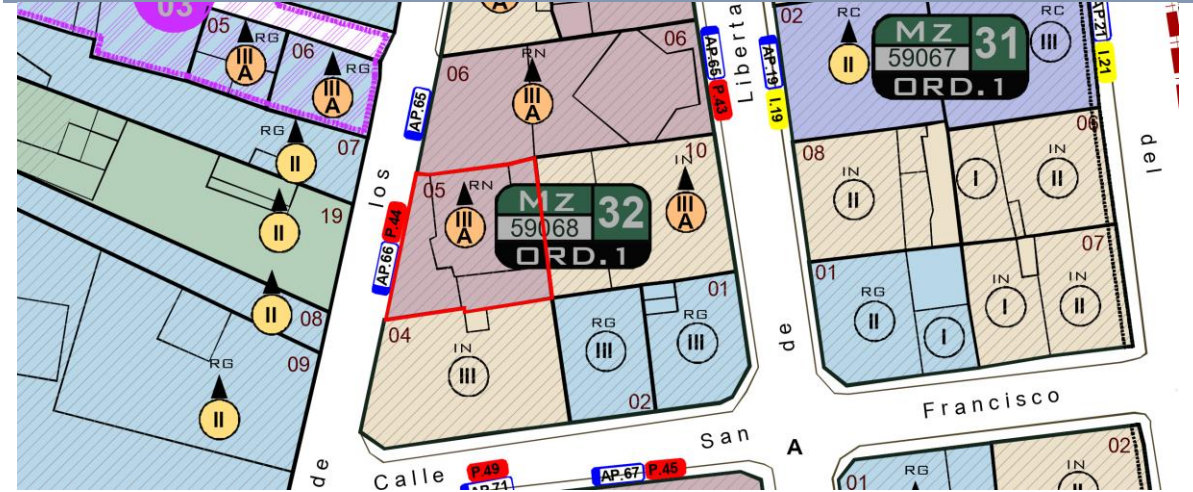 03
05
RG
III
A
06
RG
III
A
RG
II
07
19
II
II
08
09
RG
II
los
de
AP.65
P.44
AP.66
A
06
RN
III
A
06
05
RN
III
A
Mz
59068
32
ORD.1
10
IN
III
A
04
IN
III
RG
III
02
01
RG
III
AP.65
P.43
Liberta
de
AP.19
I.19
02
RC
II
Mz
59067
31
ORD.1
RC
III
AP.21
I.21
del
08
IN
II
I
06
IN
II
01
RG
II
I
IN
I
07
IN
II
Calle
San
Francisco
A
P.49
AP.71
AP.67
P.45
01
RG
IN
II
02